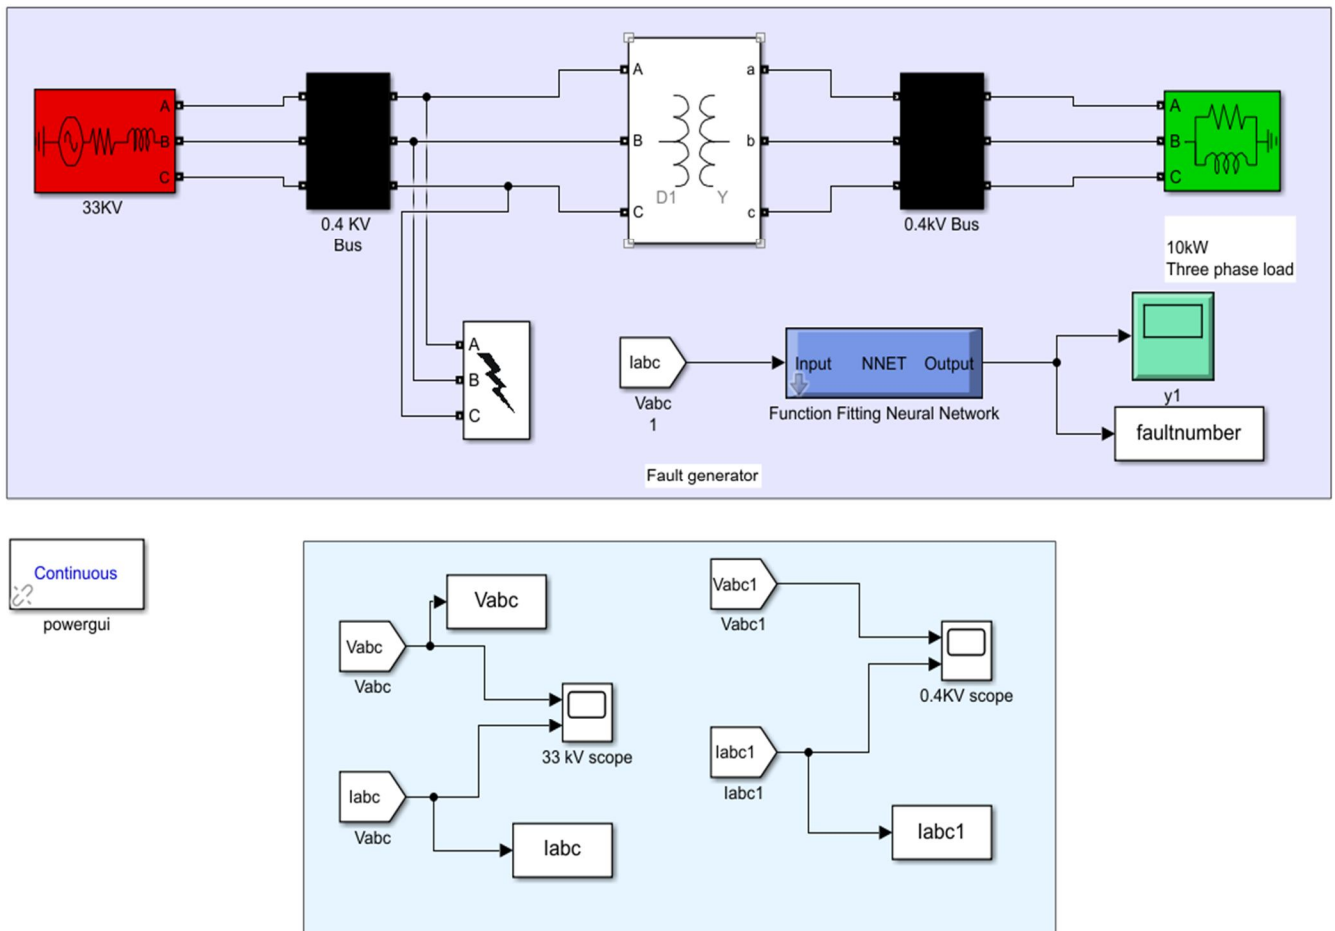 A
B
C
33KV
0.4 KV
Bus
A
B
C
D1
Y
a
b
c
0.4kV Bus
A
B
C
10kW
Three phase load
A
B
C
Iabc
Vabc
1
Input
NNET
Output
Function Fitting Neural Network
y1
faultnumber
Fault generator
Continuous
powergui
Vabc
Vabc
Vabc
33 kV scope
Iabc
Vabc
Iabc
Vabc1
Vabc1
0.4KV scope
Iabc1
Iabc1
Iabc1